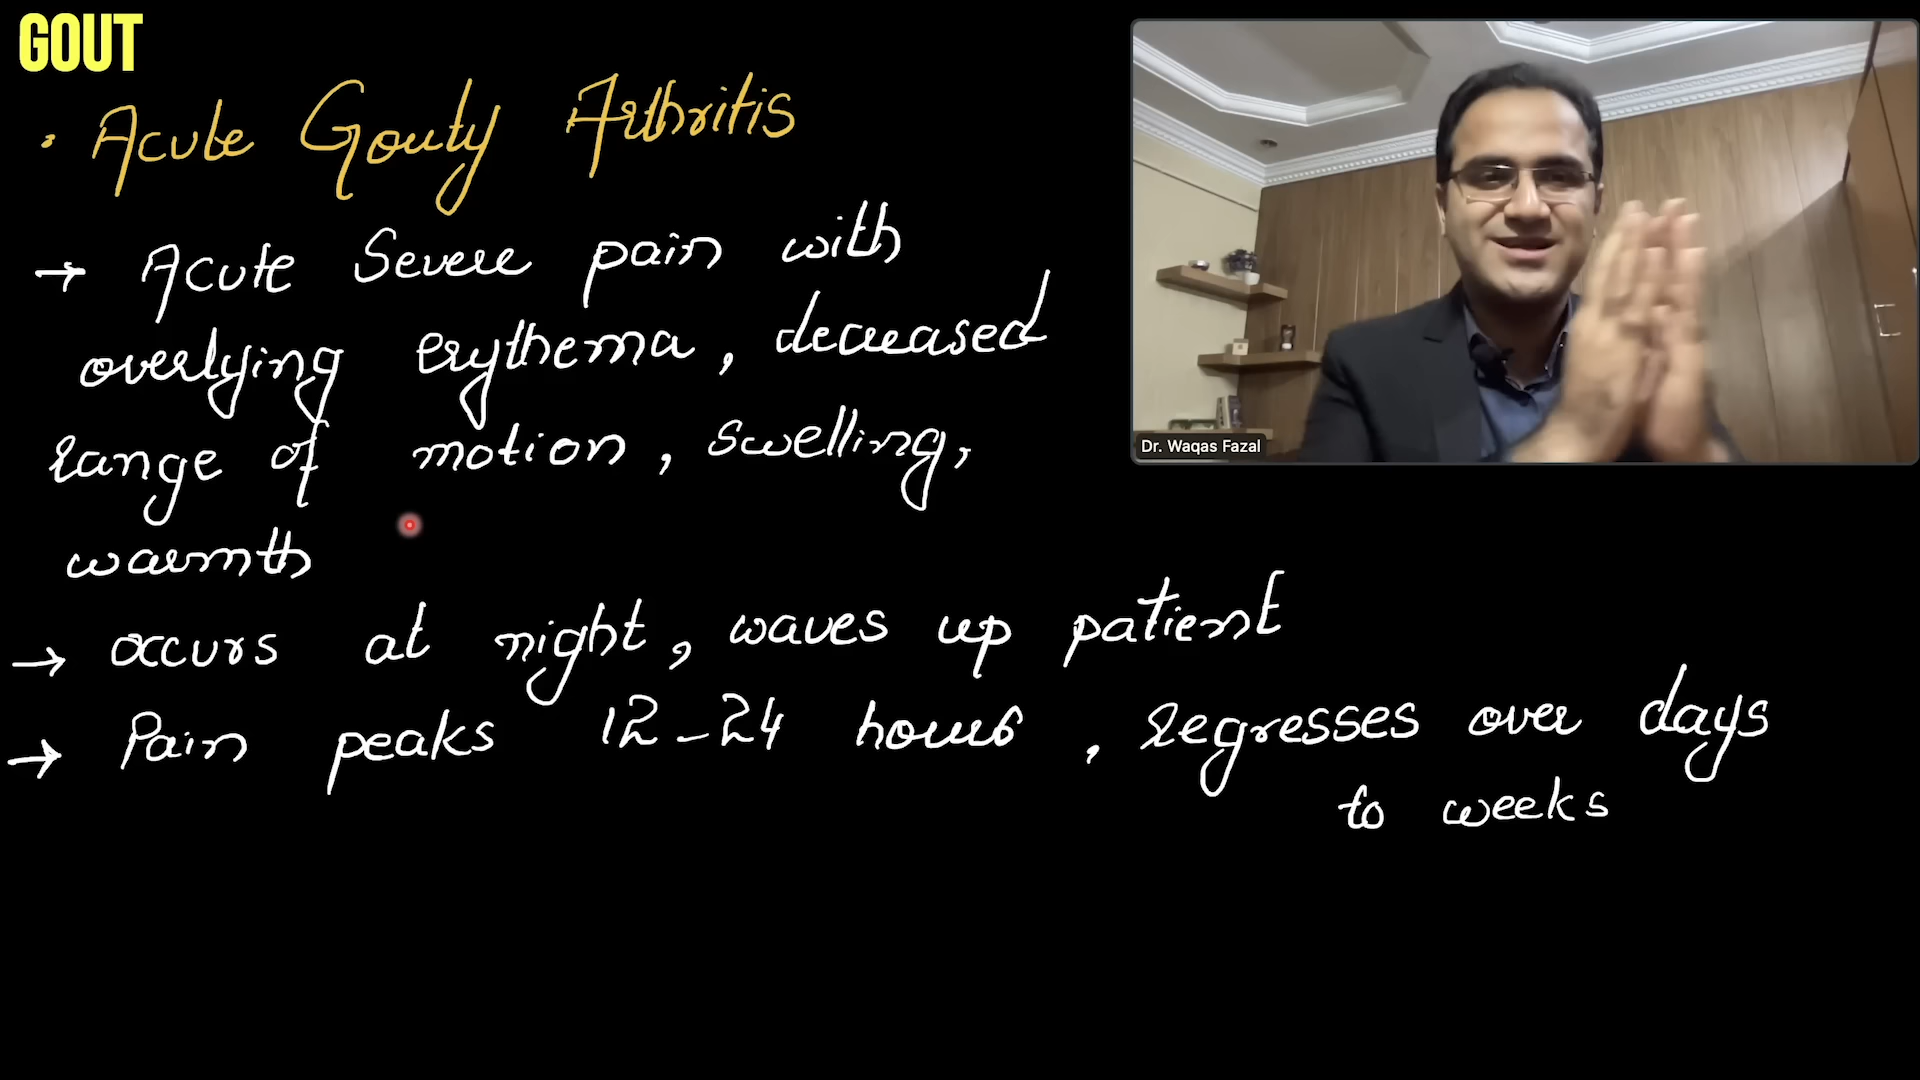 GOUT
• Acute Gouty Arthritis
→ Acute Severe pain with
overlying erythema, decreased
range of motion, swelling,
warmth
→ occurs at night, waves up patient
→ Pain peaks 12-24 hours, regresses over days
to weeks
Dr. Waqas Fazal